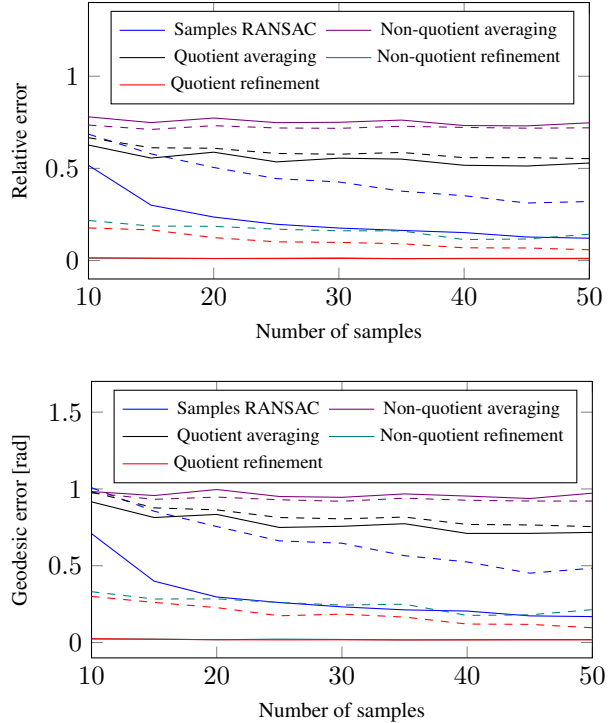 Samples RANSAC
Non-quotient averaging
Quotient averaging
Non-quotient refinement
Quotient refinement
Relative error
1
0.5
0
10 20 30 40 50
Number of samples
Samples RANSAC
Non-quotient averaging
Quotient averaging
Non-quotient refinement
Quotient refinement
Geodesic error [rad]
1.5
1
0.5
0
10 20 30 40 50
Number of samples